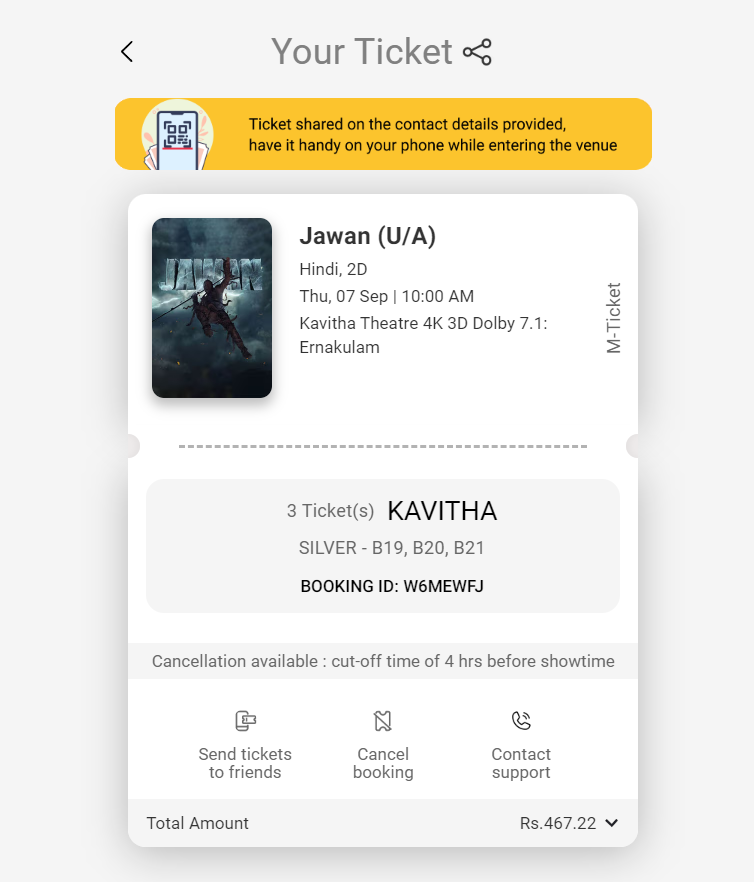 Your Ticket
Ticket shared on the contact details provided,
have it handy on your phone while entering the venue
JAWAN
Jawan (U/A)
Hindi, 2D
Thu, 07 Sep | 10:00 AM
Kavitha Theatre 4K 3D Dolby 7.1:
Ernakulam
M-Ticket
3 Ticket(s) KAVITHA
SILVER - B19, B20, B21
BOOKING ID: W6MEWFJ
Cancellation available : cut-off time of 4 hrs before showtime
Send tickets
to friends
Cancel
booking
Contact
support
Total Amount Rs.467.22